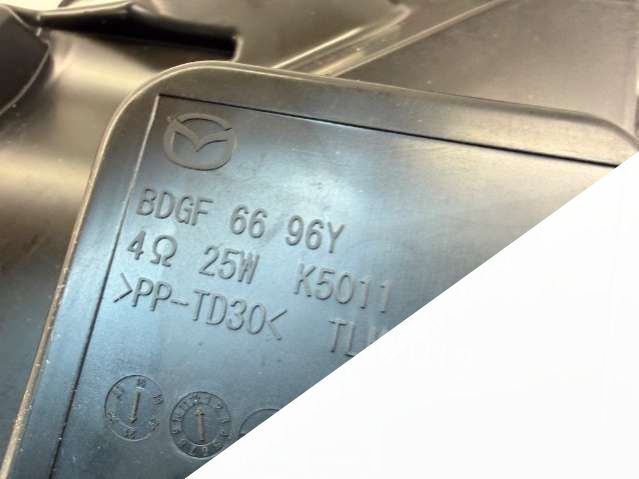 BDGF 66 96Y
4Ω 25W K5011
>PP-TD30<